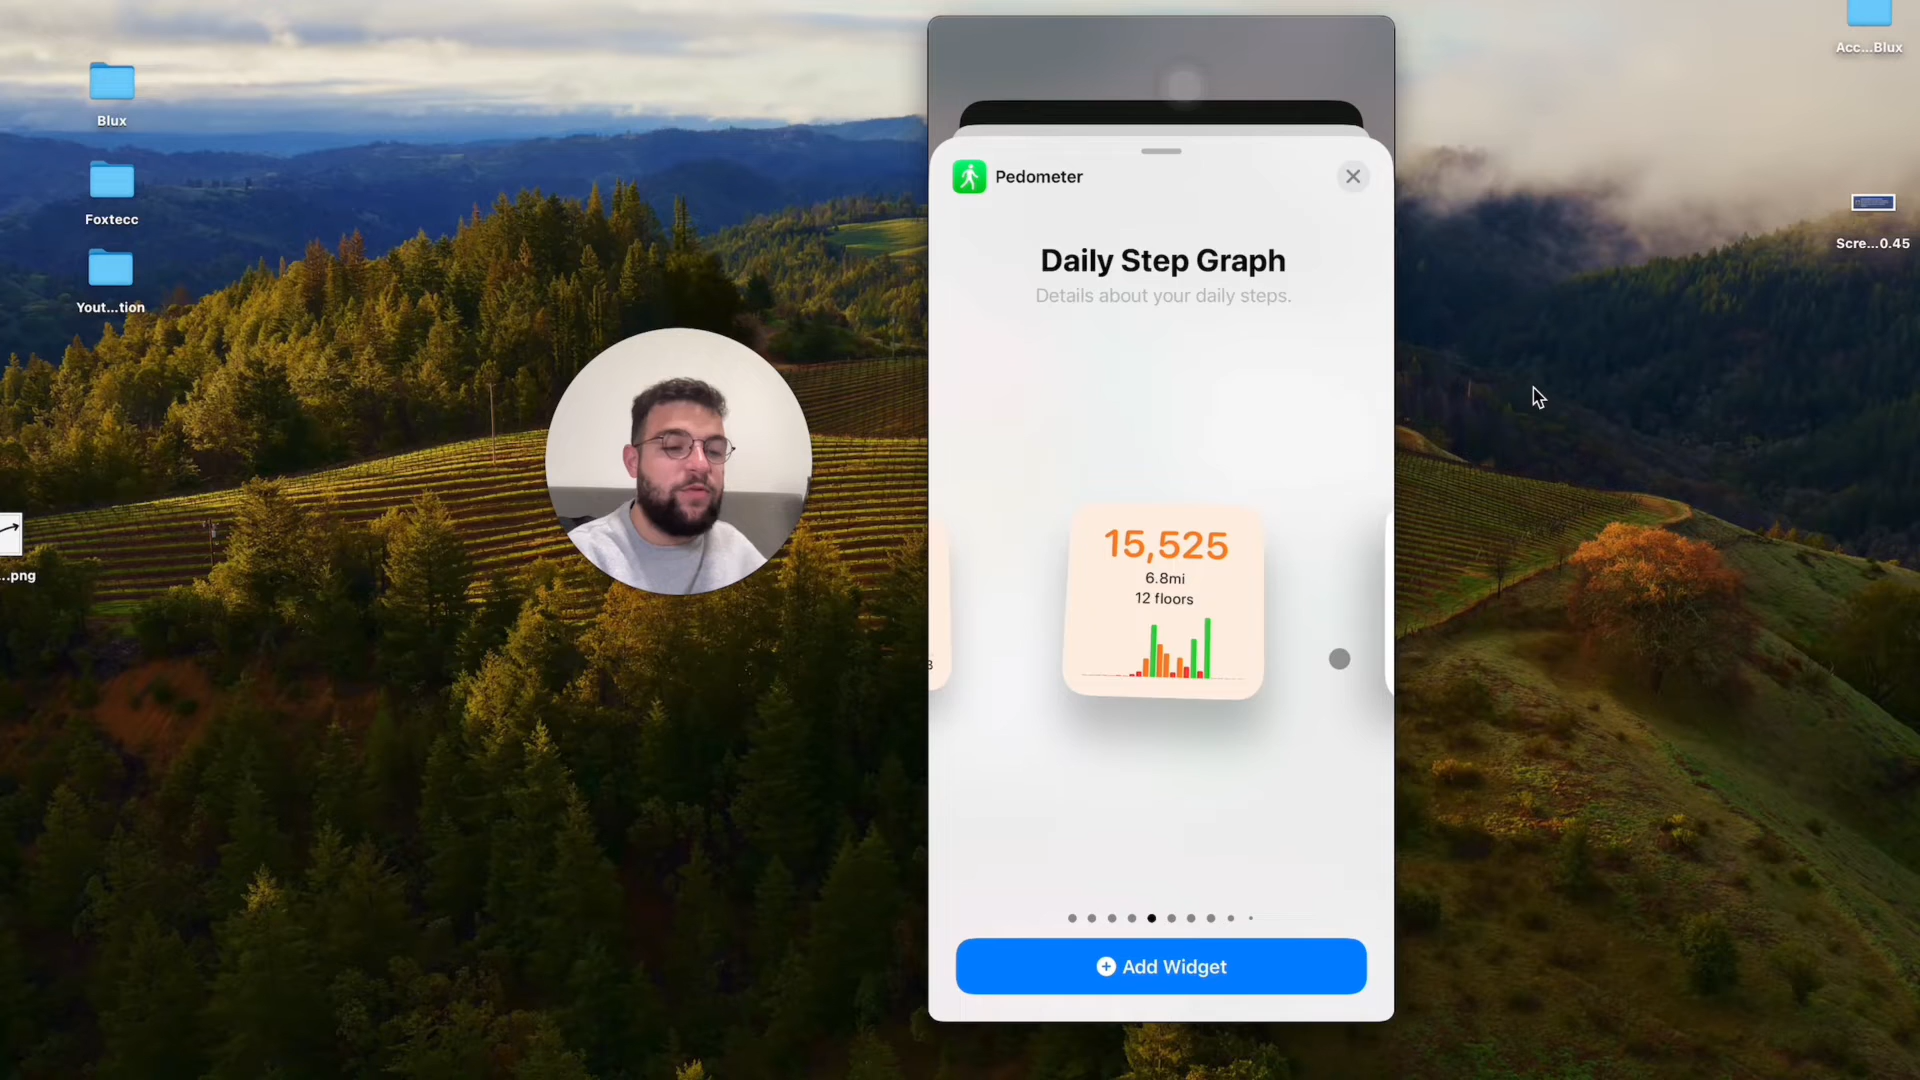 Blux
Foxtecc
Yout...tion
...png
Pedometer
Daily Step Graph
Details about your daily steps.
15,525
6.8mi
12 floors
3
Add Widget
Acc...Blux
Scre...0.45